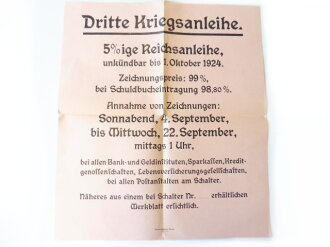 Dritte Kriegsanleihe.
5%ige Reichsanleihe,
unkündbar bis 1. Oktober 1924.
Zeichnungspreis: 99%,
bei Schuldbucheintragung 98,80%.
Annahme von Zeichnungen:
Sonnabend, 4. September,
bis Mittwoch, 22. September,
mittags 1 Uhr,
bei allen Bank- und Geldinstituten, Sparkassen, Kredit-
genossenschaften, Lebensversicherungsgesellschaften,
bei allen Postanstalten am Schalter.
Näheres aus einem bei Schalter Nr. erhältlichen
Merkblatt ersichtlich.